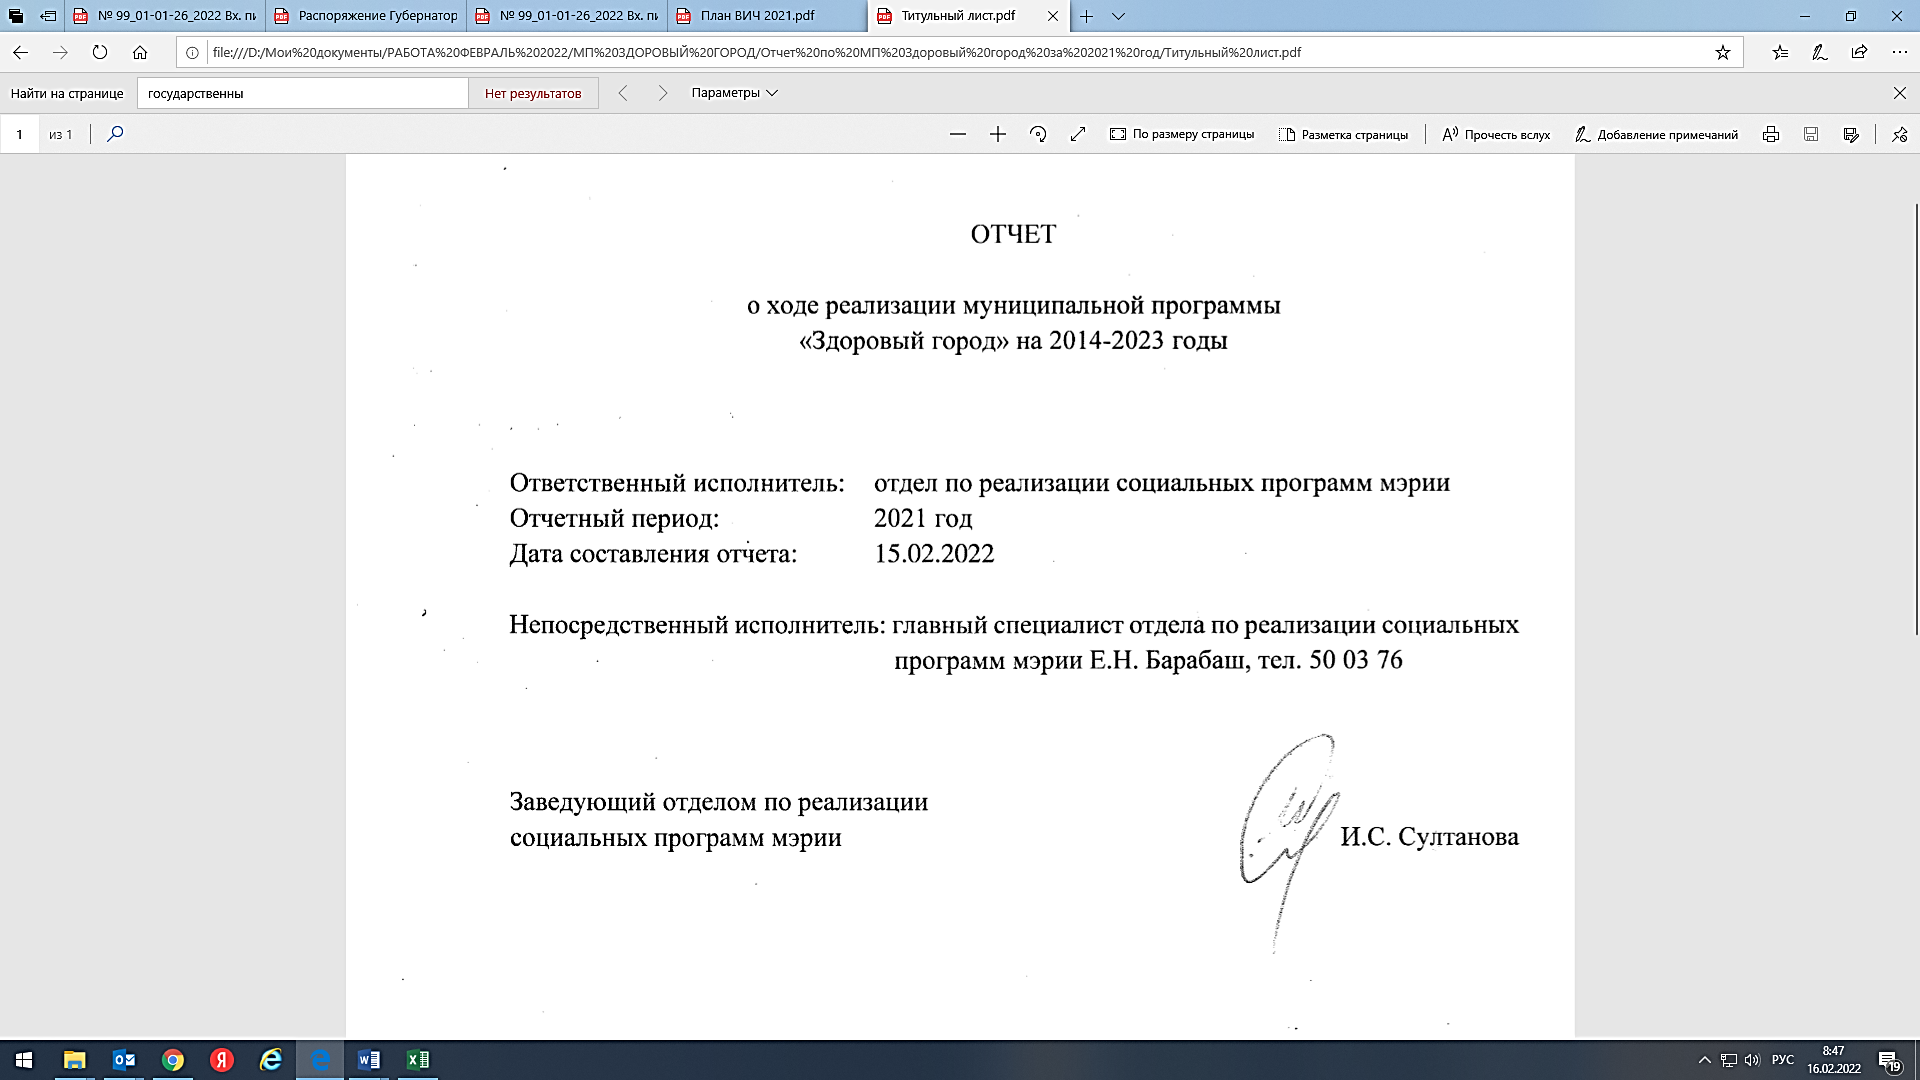 № 99_01-01-26_2022 Вх. пи
Распоряжение Губернатор
№ 99_01-01-26_2022 Вх. пи
План ВИЧ 2021.pdf
Титульный лист.pdf
file:///D:/Мои%20документы/РАБОТА%20ФЕВРАЛЬ%202022/МП%20ЗДОРОВЫЙ%20ГОРОД/Отчет%20по%20МП%20Здоровый%20город%20за%202021%20год/Титульный%20лист.pdf
Найти на странице государственны Нет результатов Параметры
1 из 1 По размеру страницы Разметка страницы Прочесть вслух Добавление примечаний
ОТЧЕТ
о ходе реализации муниципальной программы
«Здоровый город» на 2014-2023 годы
Ответственный исполнитель: отдел по реализации социальных программ мэрии
Отчетный период: 2021 год
Дата составления отчета: 15.02.2022
Непосредственный исполнитель: главный специалист отдела по реализации социальных
программ мэрии Е.Н. Барабаш, тел. 50 03 76
Заведующий отделом по реализации
социальных программ мэрии И.С. Султанова
РУС
8:47
16.02.2022
19